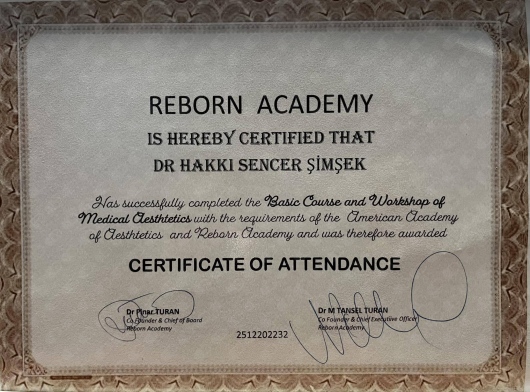 REBORN ACADEMY
IS HEREBY CERTIFIED THAT
DR HAKKI SENCER ŞİMŞEK
Has successfully completed the Basic Course and Workshop of
Medical Aesthtetics with the requirements of the American Academy
of Aesthtetics and Reborn Academy and was therefore awarded
CERTIFICATE OF ATTENDANCE
Dr Pınar TURAN
Co Founder & Chief of Board
Reborn Academy
Dr M TANSEL TURAN
Co Founder & Chief Executive Officer
Reborn Academy
2512202232